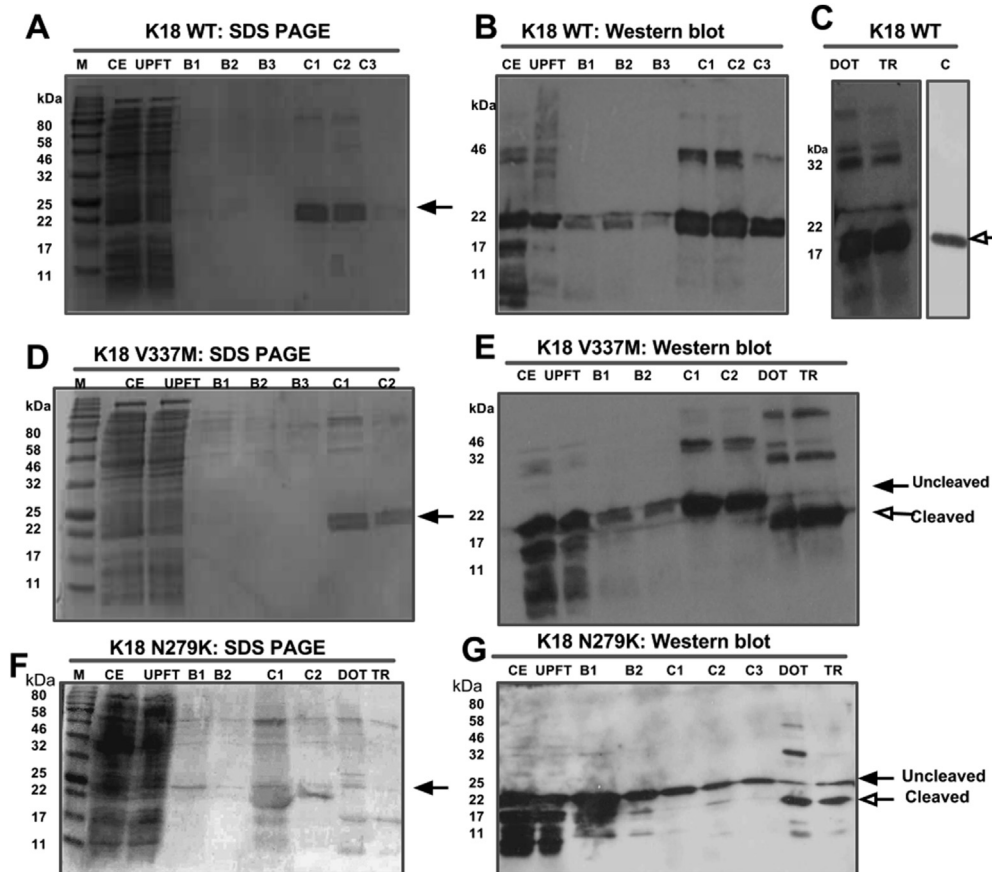 A
K18 WT: SDS PAGE
M CE UPFT B1 B2 B3 C1 C2 C3
kDa
80
58
46
32
25
22
17
11
B
K18 WT: Western blot
CE UPFT B1 B2 B3 C1 C2 C3
kDa
46
22
17
11
C
K18 WT
DOT TR C
kDa
32
22
17
D
K18 V337M: SDS PAGE
M CE UPFT B1 B2 B3 C1 C2
kDa
80
58
46
32
25
22
17
11
E
K18 V337M: Western blot
CE UPFT B1 B2 C1 C2 DOT TR
kDa
46
32
22
17
11
Uncleaved
Cleaved
F
K18 N279K: SDS PAGE
M CE UPFT B1 B2 C1 C2 DOT TR
kDa
80
58
46
32
25
22
17
11
G
K18 N279K: Western blot
CE UPFT B1 B2 C1 C2 C3 DOT TR
kDa
80
58
46
32
25
22
17
11
Uncleaved
Cleaved